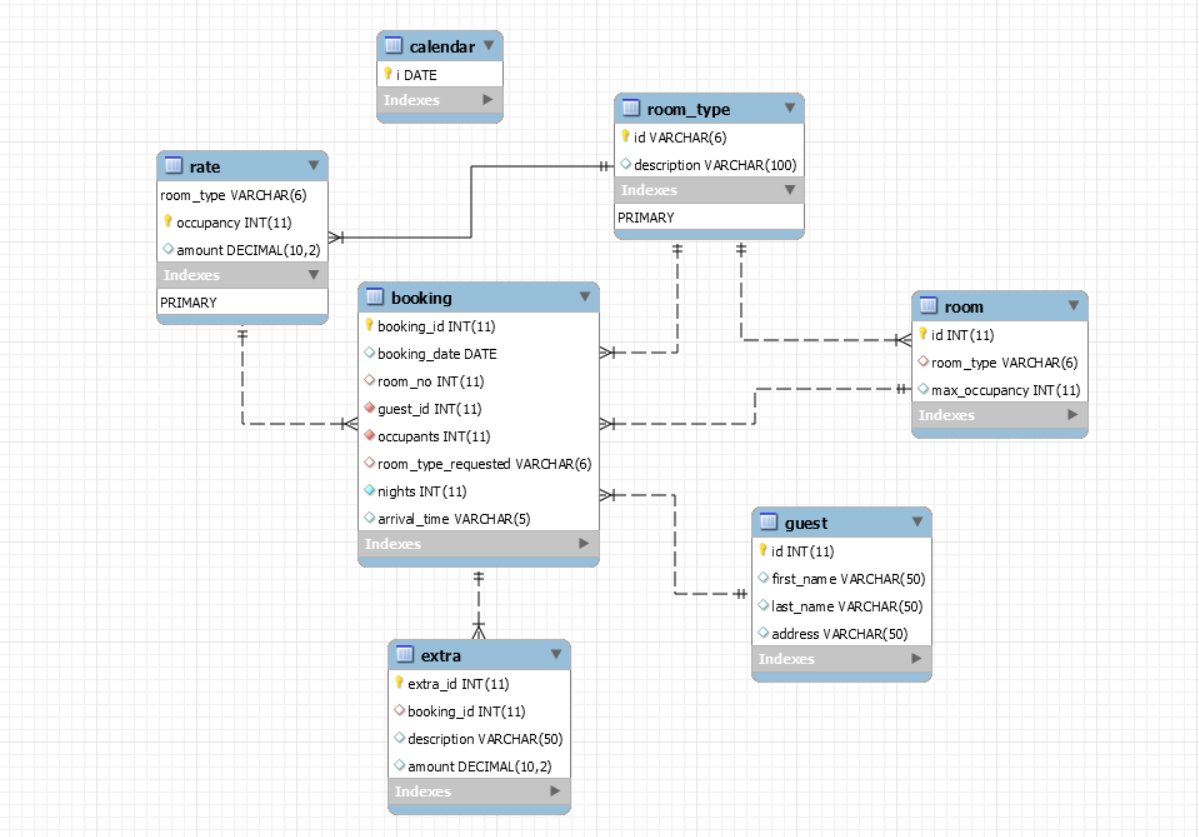 calendar
i DATE
Indexes
room_type
id VARCHAR(6)
description VARCHAR(100)
Indexes
PRIMARY
rate
room_type VARCHAR(6)
occupancy INT(11)
amount DECIMAL(10,2)
Indexes
PRIMARY
booking
booking_id INT(11)
booking_date DATE
room_no INT(11)
guest_id INT(11)
occupants INT(11)
room_type_requested VARCHAR(6)
nights INT(11)
arrival_time VARCHAR(5)
Indexes
room
id INT(11)
room_type VARCHAR(6)
max_occupancy INT(11)
Indexes
guest
id INT(11)
first_name VARCHAR(50)
last_name VARCHAR(50)
address VARCHAR(50)
Indexes
extra
extra_id INT(11)
booking_id INT(11)
description VARCHAR(50)
amount DECIMAL(10,2)
Indexes